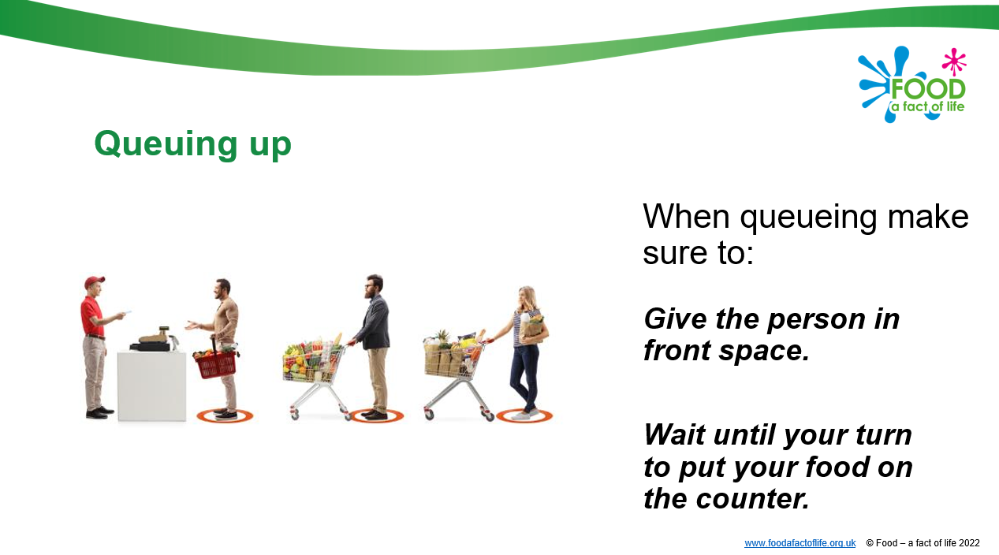 FOOD
a fact of life
Queuing up
When queueing make
sure to:
Give the person in
front space.
Wait until your turn
to put your food on
the counter.
www.foodafactoflife.org.uk © Food – a fact of life 2022